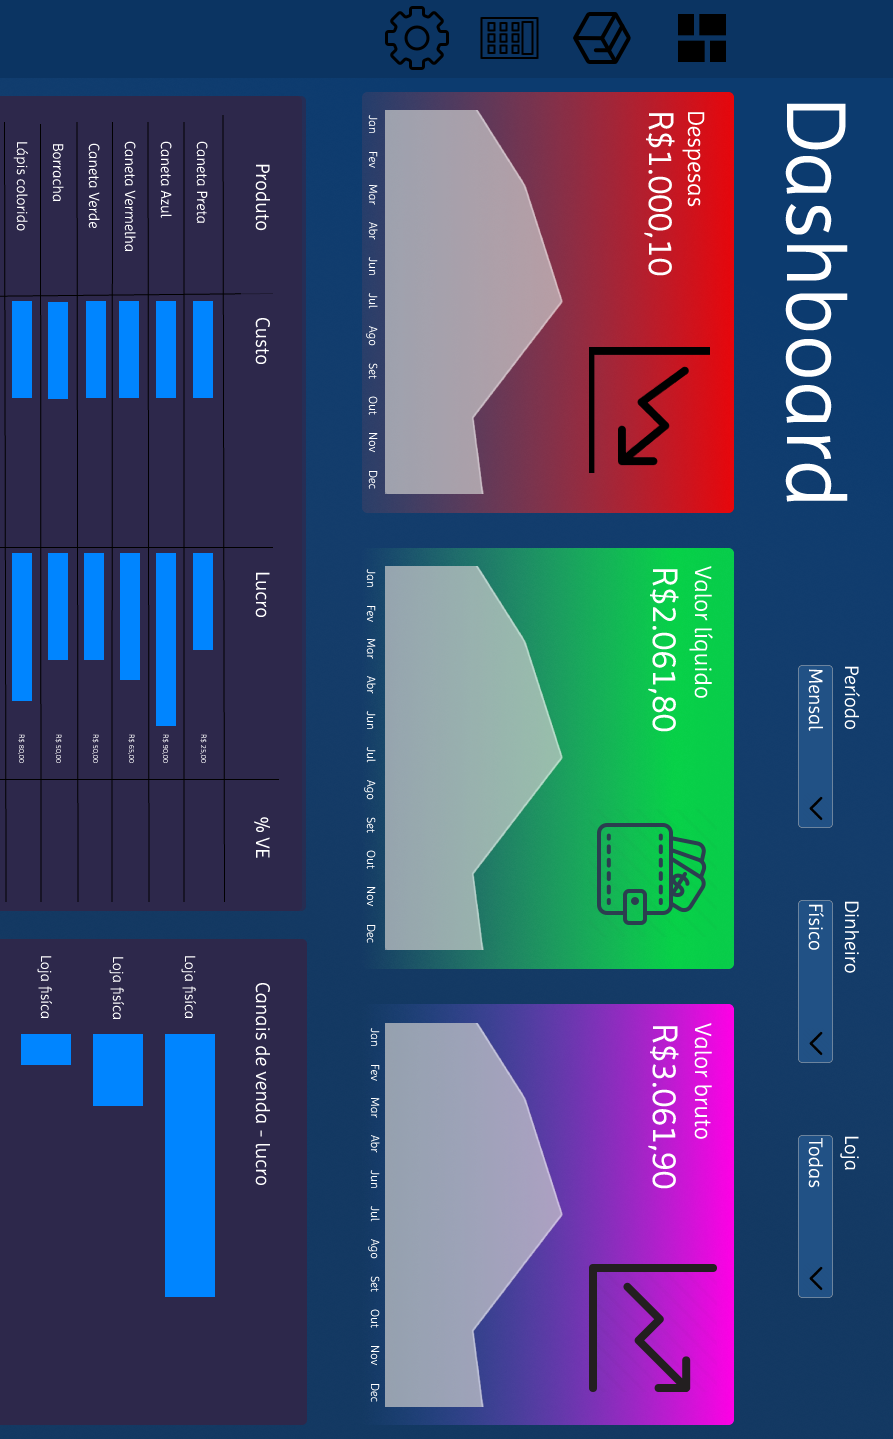 Dashboard
Período
Mensal
Dinheiro
Físico
Loja
Todas
Despesas
R$1.000,10
Jan Fev Mar Abr Jun Jul Ago Set Out Nov Dec
Valor líquido
R$2.061,80
Jan Fev Mar Abr Jun Jul Ago Set Out Nov Dec
Valor bruto
R$3.061,90
Jan Fev Mar Abr Jun Jul Ago Set Out Nov Dec
Produto Custo Lucro % VE
Caneta Preta R$ 25,00
Caneta Azul R$ 90,00
Caneta Vermelha R$ 65,00
Caneta Verde R$ 50,00
Borracha R$ 50,00
Lápis colorido R$ 80,00
Canais de venda - lucro
Loja fisíca
Loja fisíca
Loja fisíca